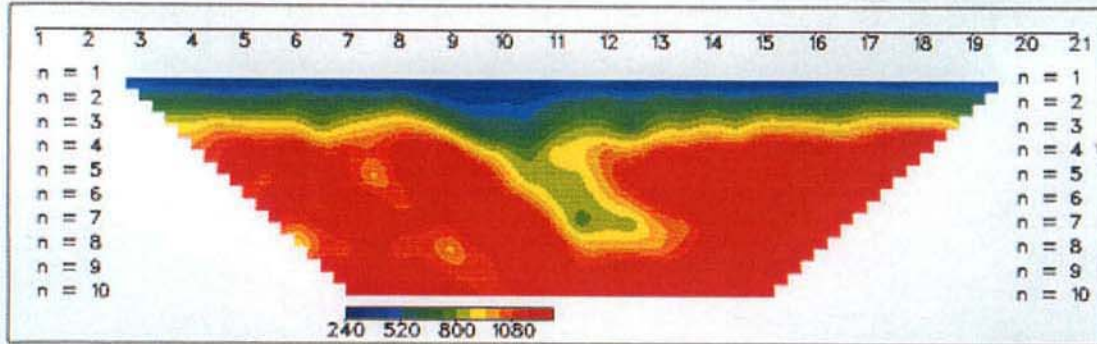 1 2 3 4 5 6 7 8 9 10 11 12 13 14 15 16 17 18 19 20 21
n = 1 n = 1
n = 2 n = 2
n = 3 n = 3
n = 4 n = 4
n = 5 n = 5
n = 6 n = 6
n = 7 n = 7
n = 8 n = 8
n = 9 n = 9
n = 10 n = 10
240 520 800 1080